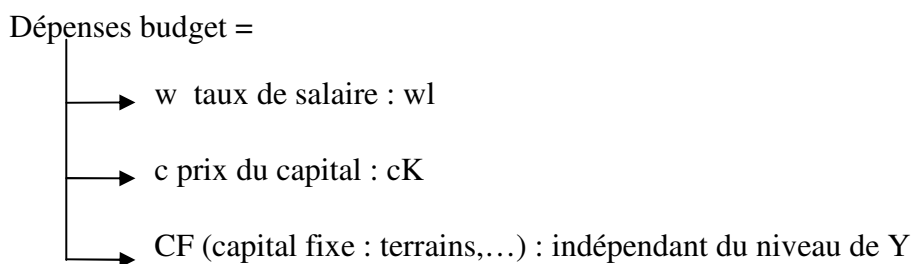 Dépenses budget =
w taux de salaire : wl
c prix du capital : cK
CF (capital fixe : terrains,…) : indépendant du niveau de Y